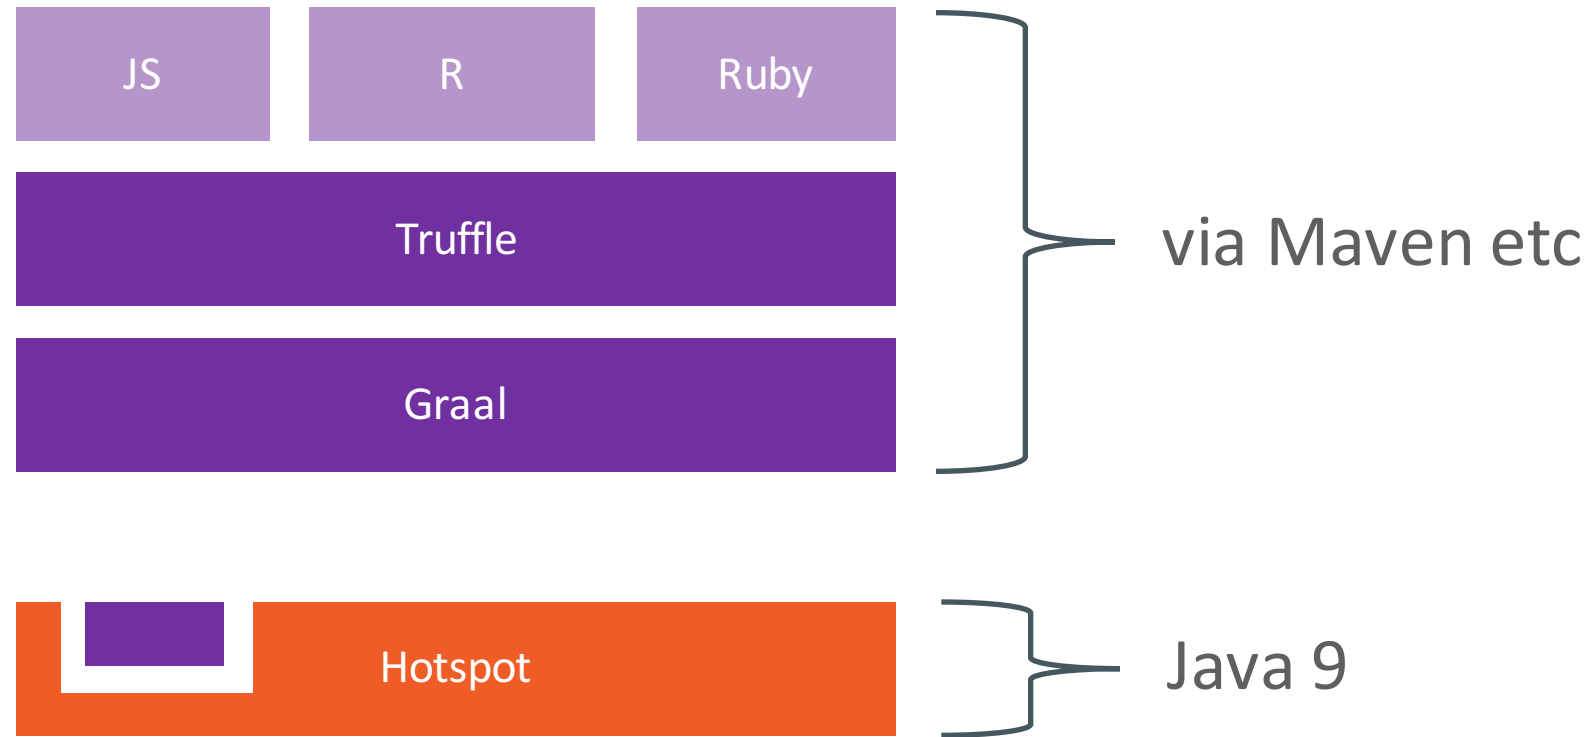 JS
R
Ruby
Truffle
via Maven etc
Graal
Hotspot
Java 9